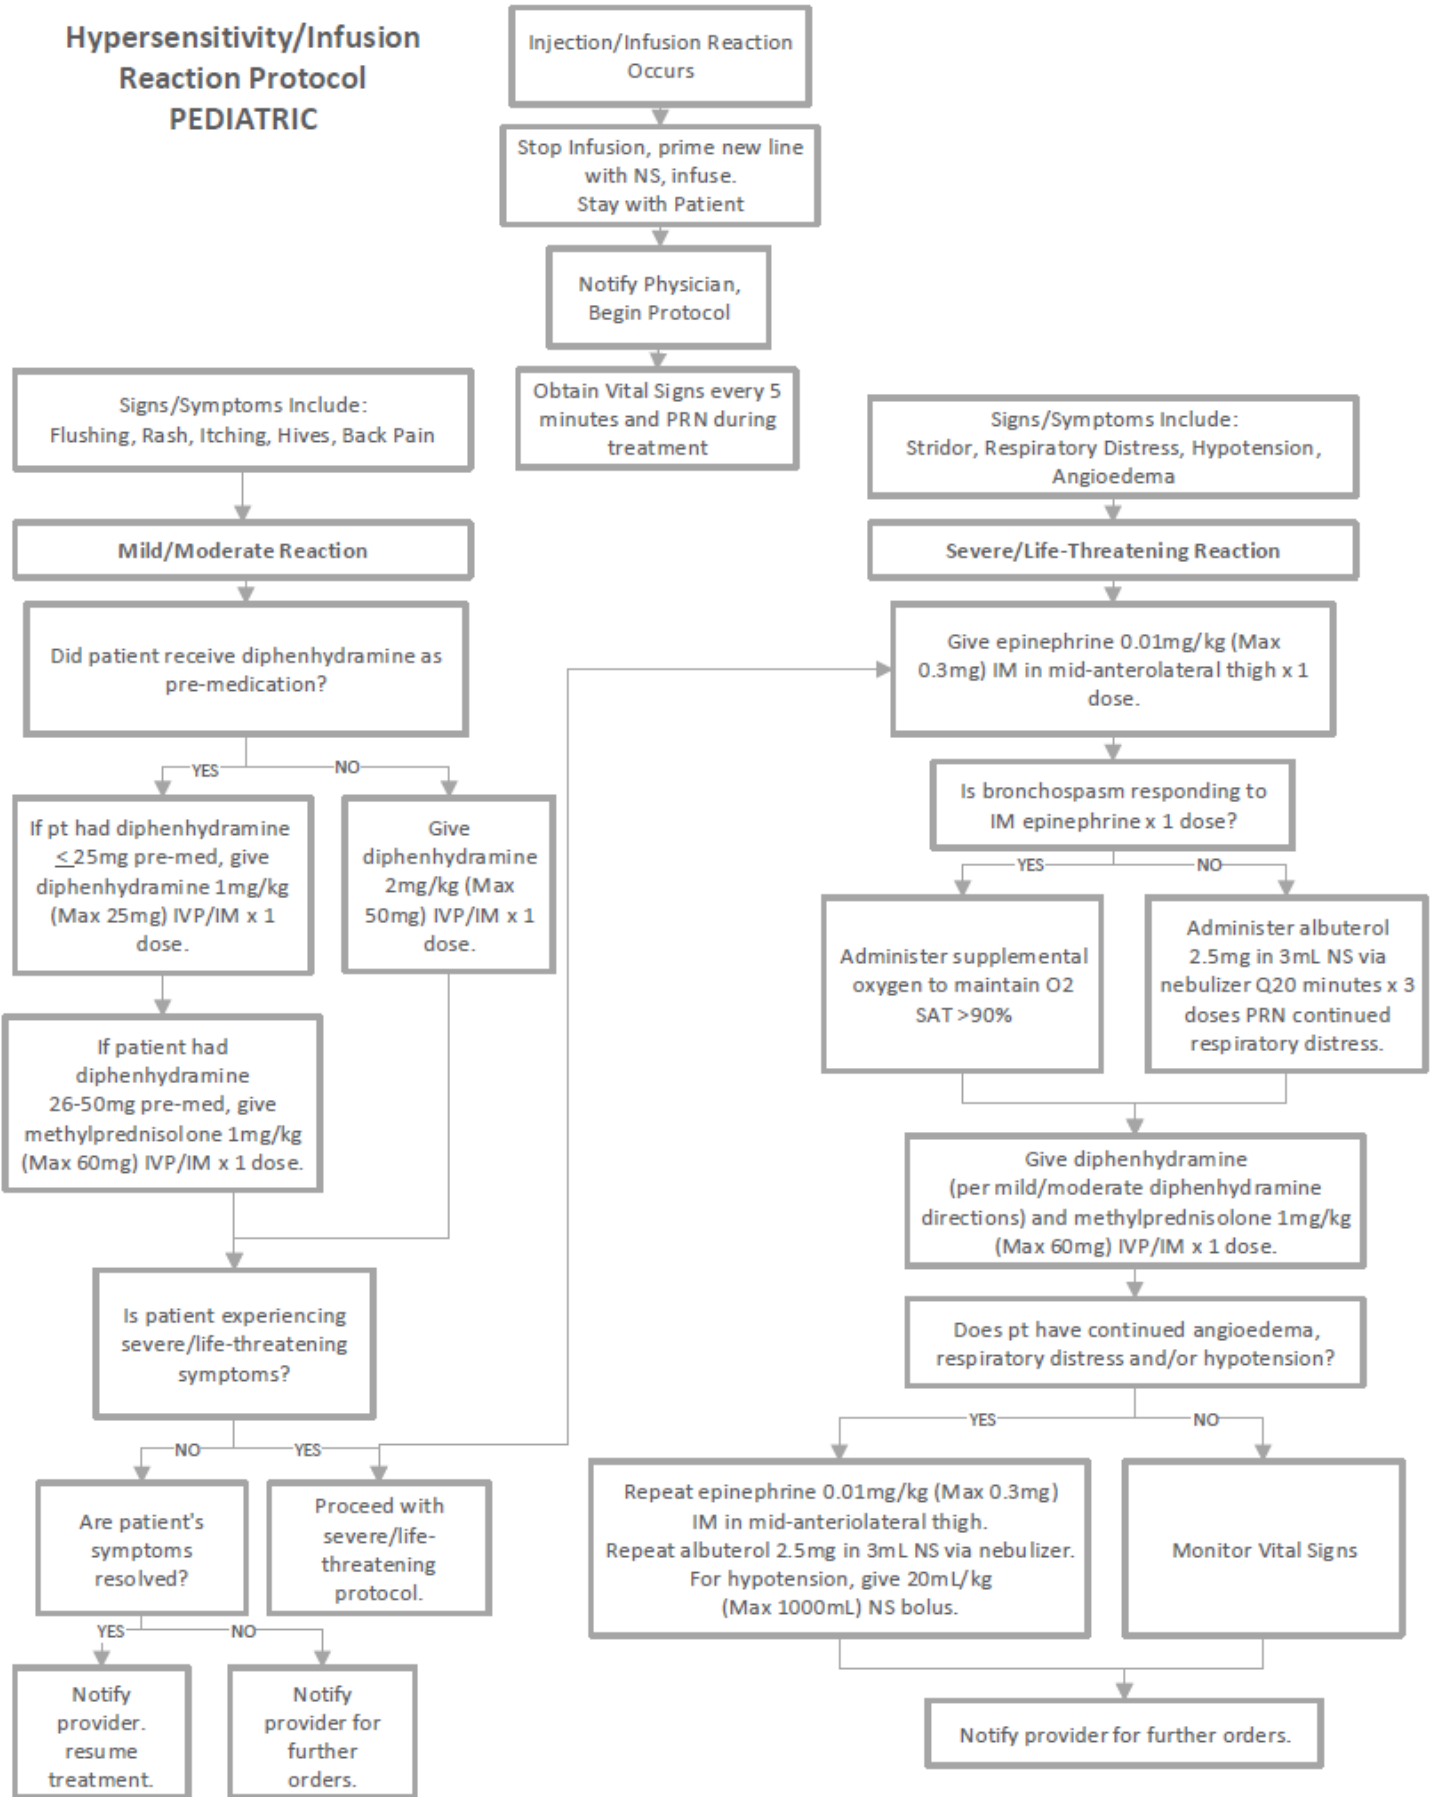 Hypersensitivity/Infusion
Reaction Protocol
PEDIATRIC
Injection/Infusion Reaction
Occurs
Stop Infusion, prime new line
with NS, infuse.
Stay with Patient
Notify Physician,
Begin Protocol
Obtain Vital Signs every 5
minutes and PRN during
treatment
Signs/Symptoms Include:
Flushing, Rash, Itching, Hives, Back Pain
Mild/Moderate Reaction
Did patient receive diphenhydramine as
pre-medication?
YES
NO
If pt had diphenhydramine
< 25mg pre-med, give
diphenhydramine 1mg/kg
(Max 25mg) IVP/IM x 1
dose.
Give
diphenhydramine
2mg/kg (Max
50mg) IVP/IM x 1
dose.
If patient had
diphenhydramine
26-50mg pre-med, give
methylprednisolone 1mg/kg
(Max 60mg) IVP/IM x 1 dose.
Is patient experiencing
severe/life-threatening
symptoms?
NO
YES
Are patient's
symptoms
resolved?
Proceed with
severe/life-
threatening
protocol.
YES
NO
Notify
provider.
resume
treatment.
Notify
provider for
further
orders.
Signs/Symptoms Include:
Stridor, Respiratory Distress, Hypotension,
Angioedema
Severe/Life-Threatening Reaction
Give epinephrine 0.01mg/kg (Max
0.3mg) IM in mid-anterolateral thigh x 1
dose.
Is bronchospasm responding to
IM epinephrine x 1 dose?
YES
NO
Administer supplemental
oxygen to maintain O2
SAT >90%
Administer albuterol
2.5mg in 3mL NS via
nebulizer Q20 minutes x 3
doses PRN continued
respiratory distress.
Give diphenhydramine
(per mild/moderate diphenhydramine
directions) and methylprednisolone 1mg/kg
(Max 60mg) IVP/IM x 1 dose.
Does pt have continued angioedema,
respiratory distress and/or hypotension?
YES
NO
Repeat epinephrine 0.01mg/kg (Max 0.3mg)
IM in mid-anteriolateral thigh.
Repeat albuterol 2.5mg in 3mL NS via nebulizer.
For hypotension, give 20mL/kg
(Max 1000mL) NS bolus.
Monitor Vital Signs
Notify provider for further orders.